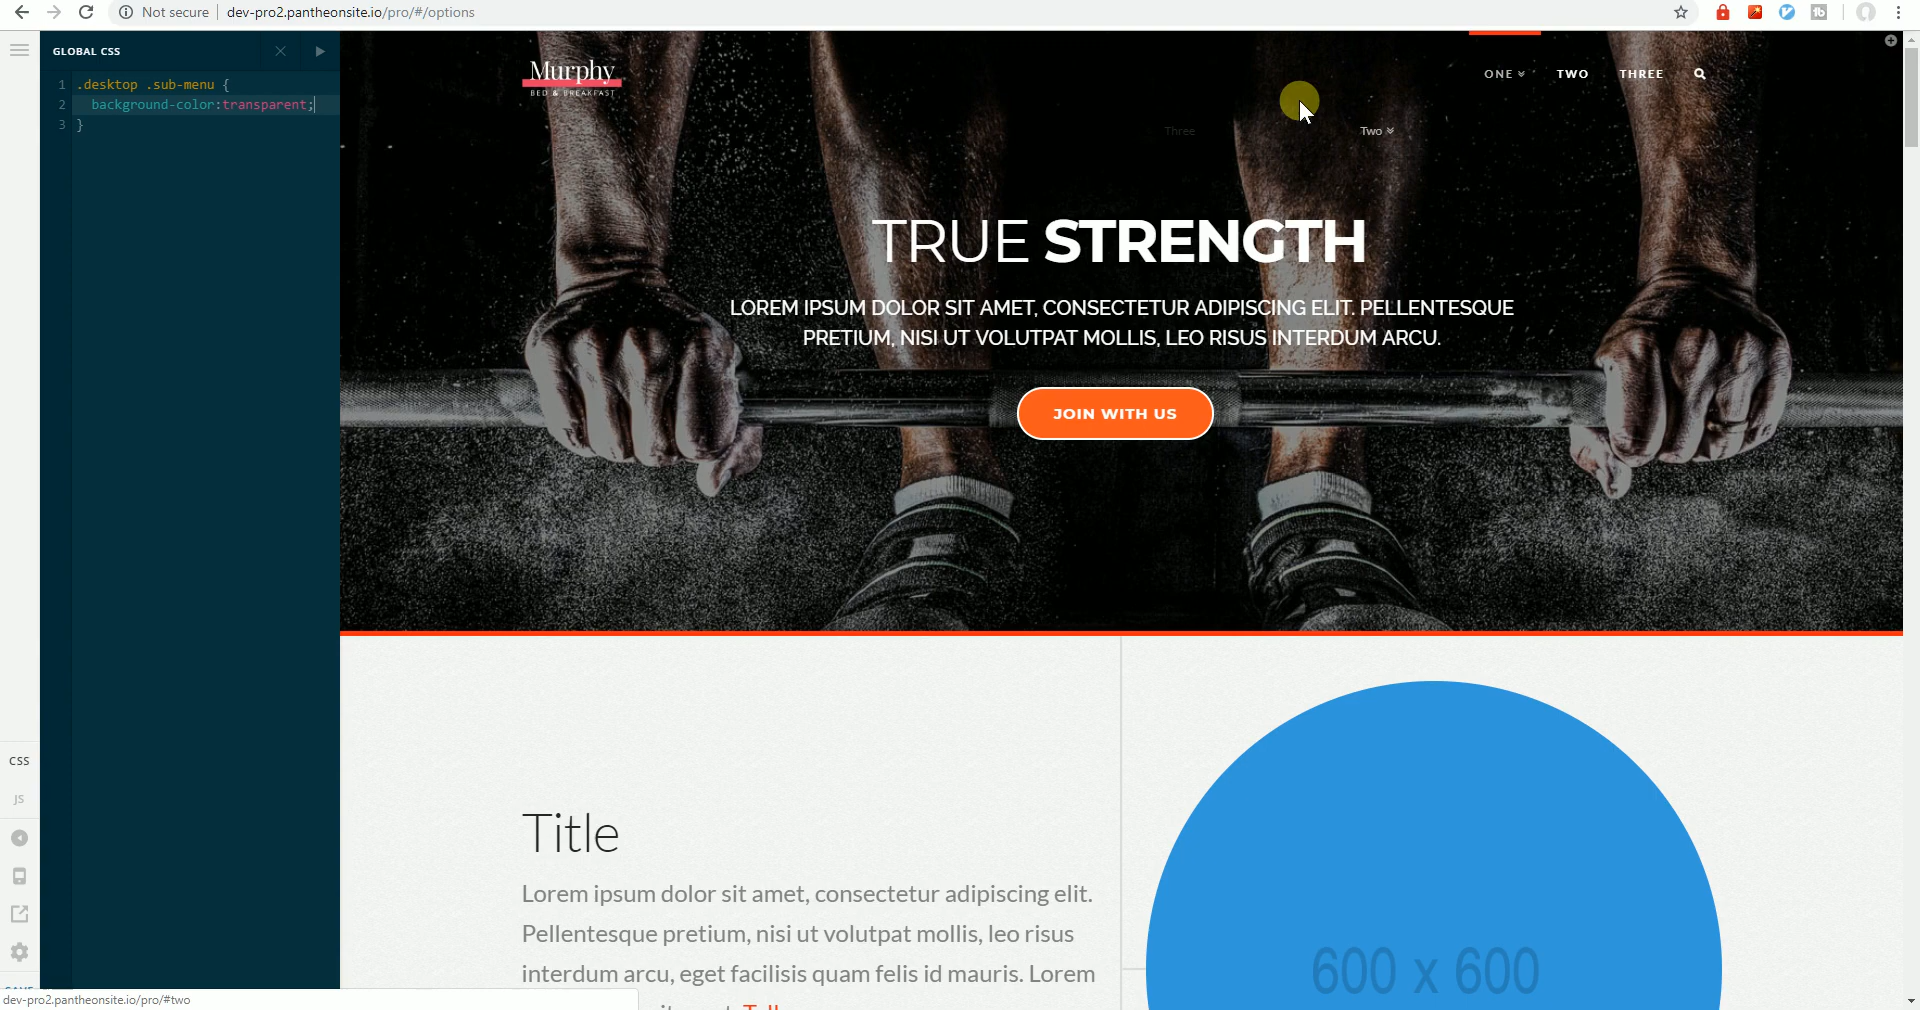 Not secure dev-pro2.pantheonsite.io/pro/#/options
GLOBAL CSS
1 .desktop .sub-menu {
2 background-color:transparent;
3 }
CSS
JS
dev-pro2.pantheonsite.io/pro/#two
Murphy
BED & BREAKFAST
ONE TWO THREE
Three Two
TRUE STRENGTH
LOREM IPSUM DOLOR SIT AMET, CONSECTETUR ADIPISCING ELIT. PELLENTESQUE
PRETIUM, NISI UT VOLUTPAT MOLLIS, LEO RISUS INTERDUM ARCU.
JOIN WITH US
Title
Lorem ipsum dolor sit amet, consectetur adipiscing elit.
Pellentesque pretium, nisi ut volutpat mollis, leo risus
interdum arcu, eget facilisis quam felis id mauris. Lorem
600 x 600